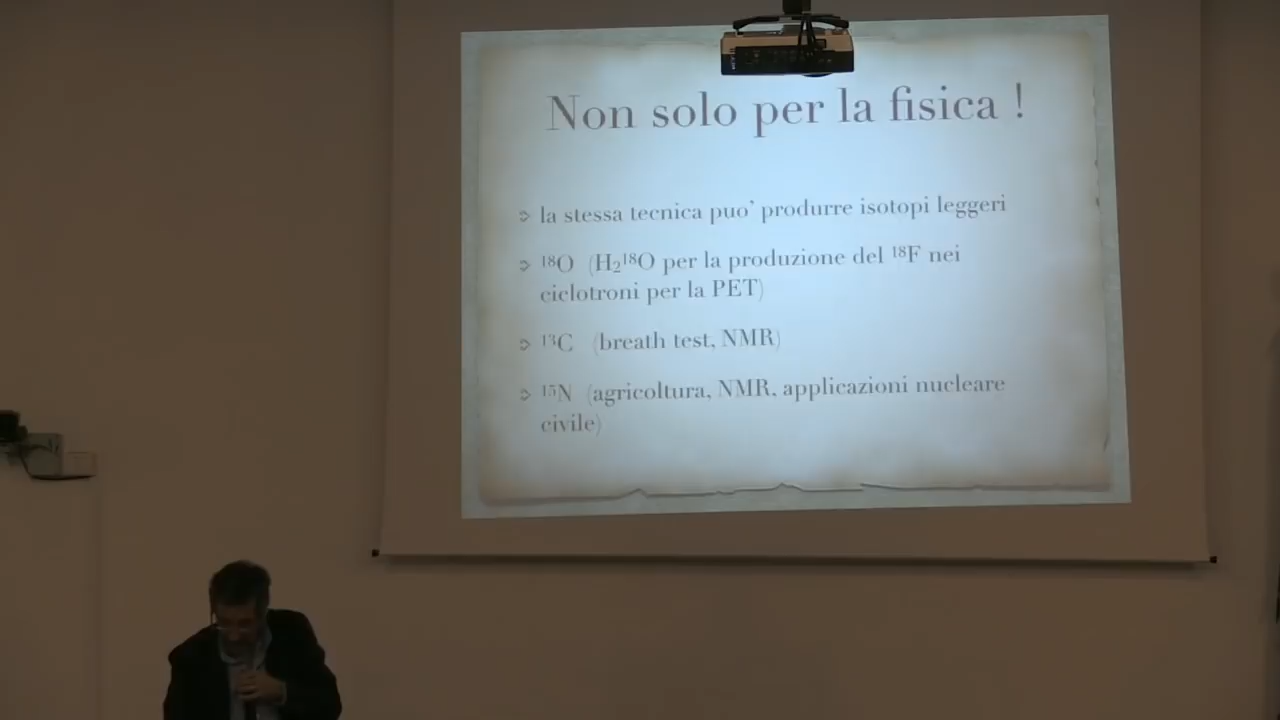 Non solo per la fisica !
la stessa tecnica puo' produrre isotopi leggeri
¹⁸O (H₂¹⁸O per la produzione del ¹⁸F nei
ciclotroni per la PET)
¹³C (breath test, NMR)
¹⁵N (agricoltura, NMR, applicazioni nucleare
civile)